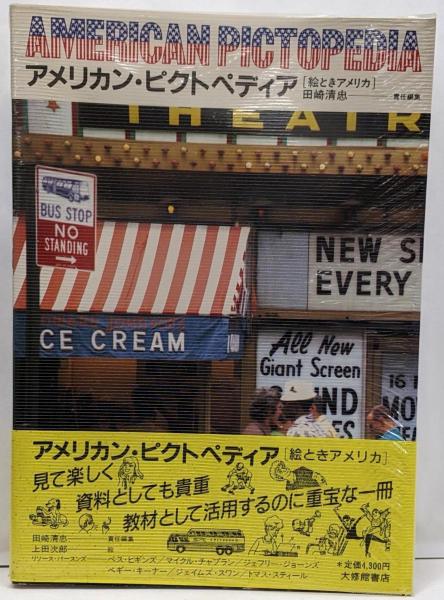 AMERICAN PICTOPEDIA
アメリカン・ピクトペディア[絵ときアメリカ]
田崎清忠 責任編集
THEATR
BUS STOP
NO
STANDING
NEW S
EVERY
CE CREAM
All New
Giant Screen
ND
ES
16
MO
アメリカン・ピクトペディア[絵ときアメリカ]
見て楽しく
資料としても貴重
教材として活用するのに重宝な一冊
田崎清忠 責任編集
上田次郎 絵
リリース・パースンズ/ベス・ヒギンズ/マイクル・チャプラン/ジェフリー・ジョーンズ
ペギー・キーナー/ジェイムズ・スワン/トマス・スティール
*定価4,300円
大修館書店